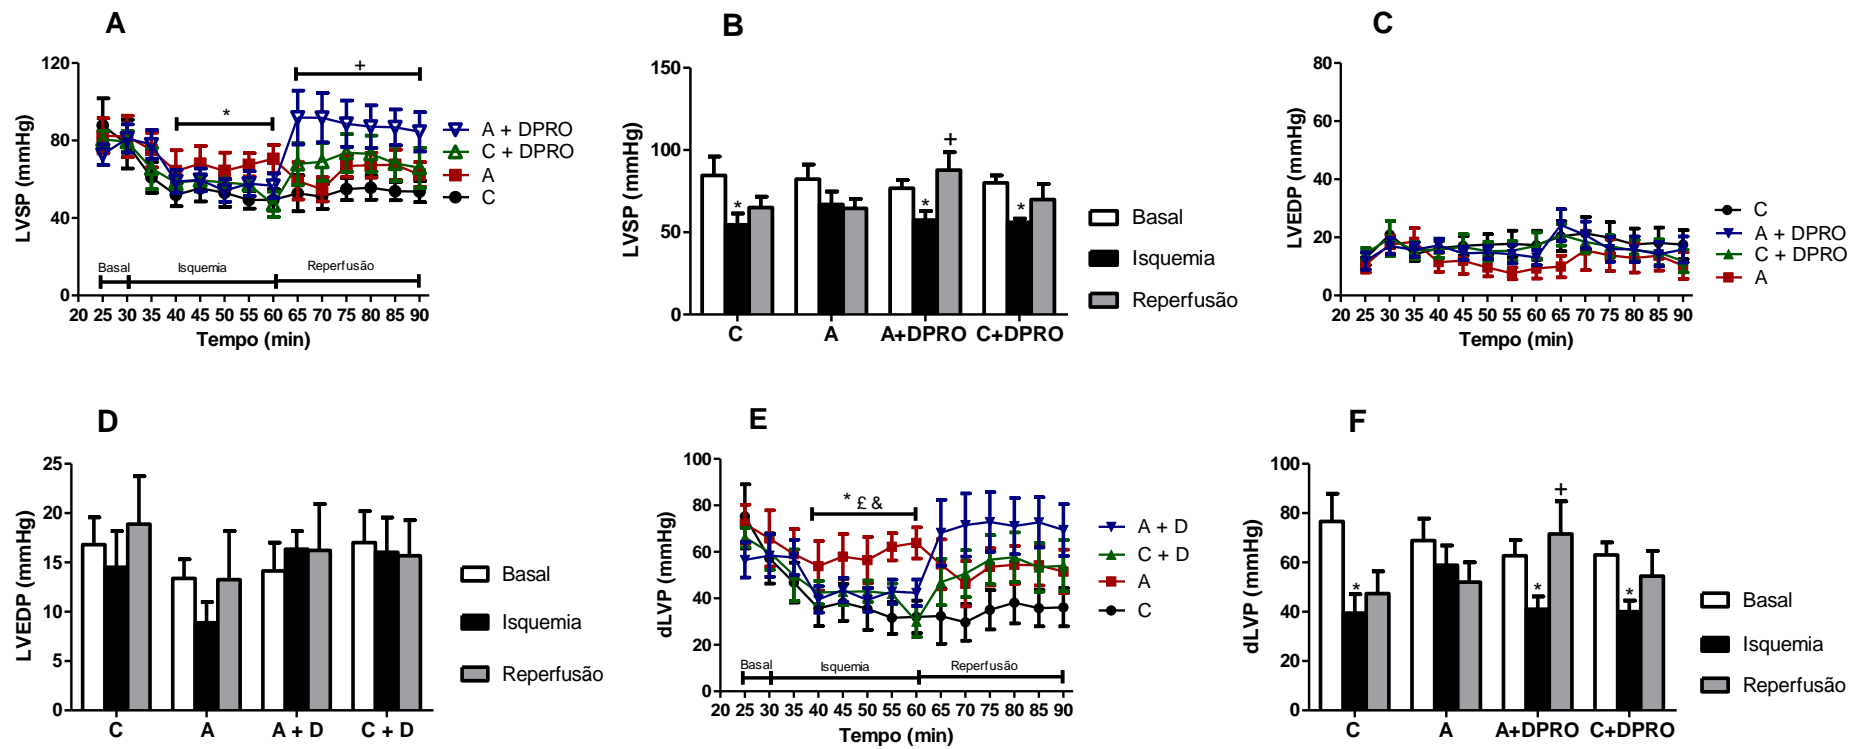 A
LVSP (mmHg)
120
80
40
0
*
+
Basal
Isquemia
Reperfusão
20 25 30 35 40 45 50 55 60 65 70 75 80 85 90
Tempo (min)
A + DPRO
C + DPRO
A
C
B
LVSP (mmHg)
150
100
50
0
*
*
+
*
C A A+DPRO C+DPRO
Basal
Isquemia
Reperfusão
C
LVEDP (mmHg)
80
60
40
20
0
20 25 30 35 40 45 50 55 60 65 70 75 80 85 90
Tempo (min)
C
A + DPRO
C + DPRO
A
D
LVEDP (mmHg)
25
20
15
10
5
0
C A A + D C + D
Basal
Isquemia
Reperfusão
E
dLVP (mmHg)
100
80
60
40
20
0
* £ &
Basal
Isquemia
Reperfusão
20 25 30 35 40 45 50 55 60 65 70 75 80 85 90
Tempo (min)
A + D
C + D
A
C
F
dLVP (mmHg)
100
80
60
40
20
0
*
*
+
*
C A A+DPRO C+DPRO
Basal
Isquemia
Reperfusão